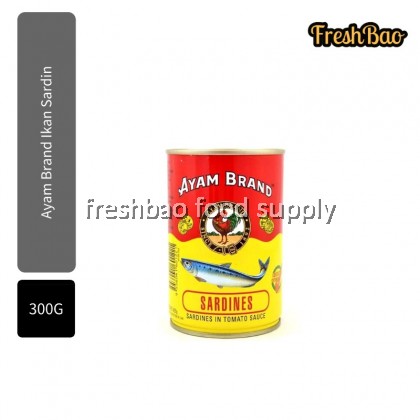 FreshBao
Ayam Brand Ikan Sardin
300G
AYAM BRAND
freshbao food supply
SARDINES
SARDINES IN TOMATO SAUCE